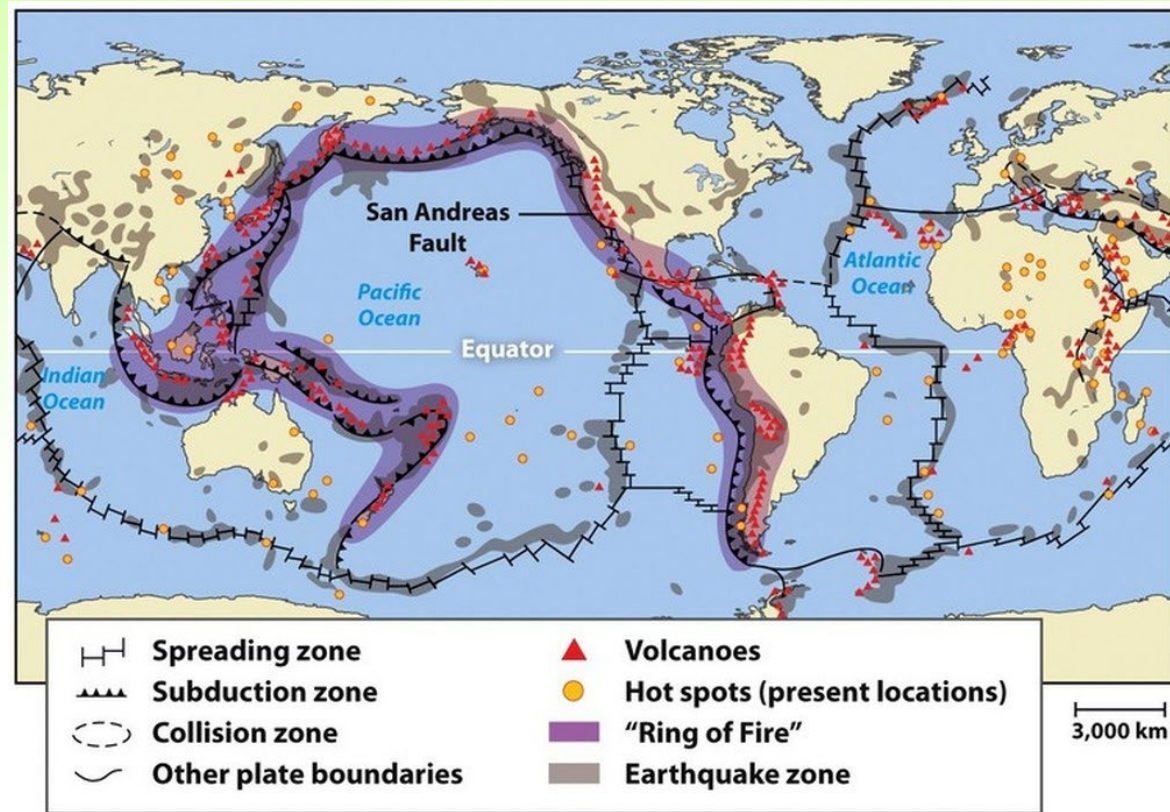 San Andreas
Fault
Pacific
Ocean
Atlantic
Ocean
Equator
Indian
Ocean
Spreading zone
Subduction zone
Collision zone
Other plate boundaries
Volcanoes
Hot spots (present locations)
“Ring of Fire”
Earthquake zone
3,000 km